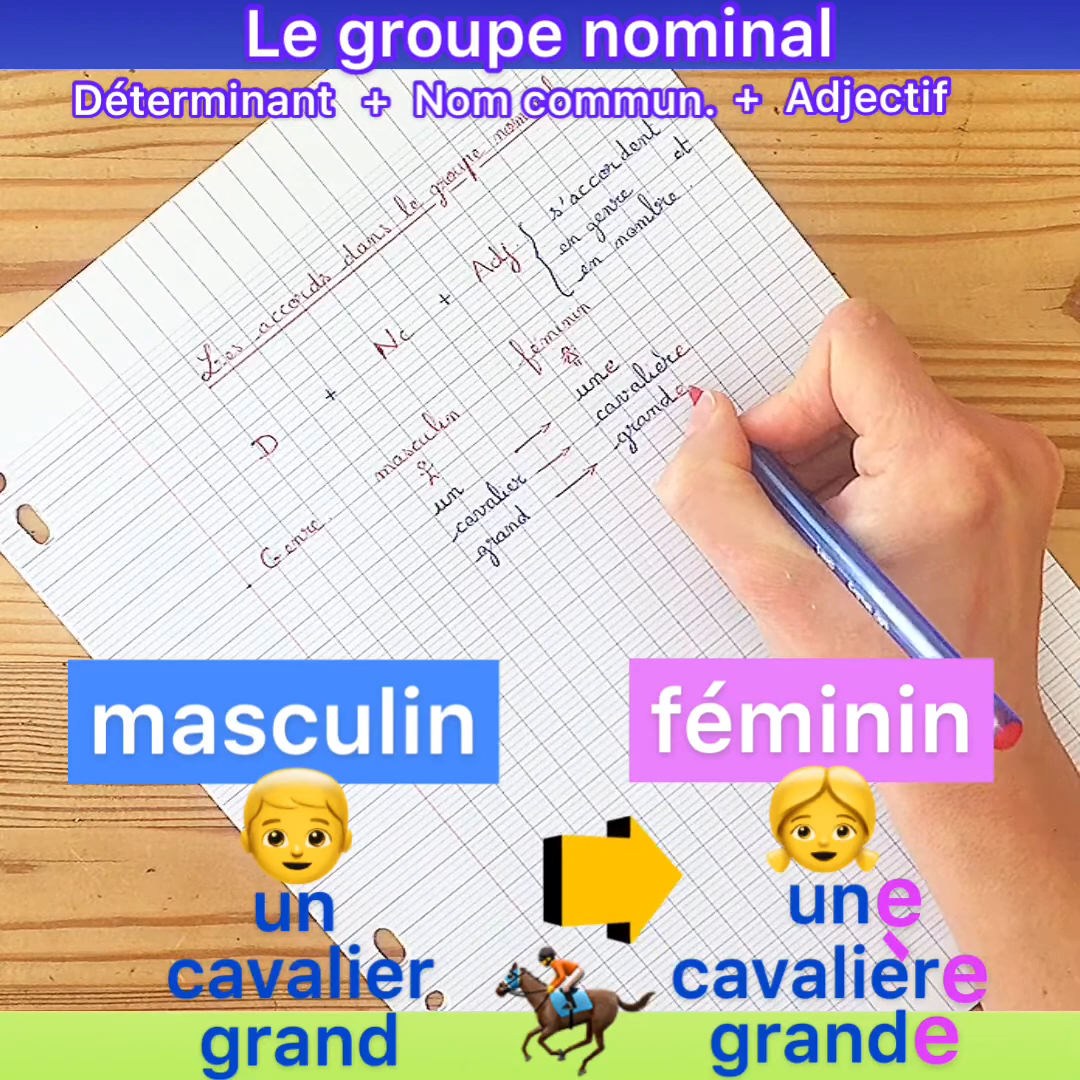 Le groupe nominal
Déterminant + Nom commun. + Adjectif
Les accords dans le groupe nom
D + Nc + Adj. { s'accordent
en genre et
en nombre.
Genre masculin féminin
un → une
cavalier → cavalière
grand → grande
masculin féminin
un une
cavalier cavalière
grand grande